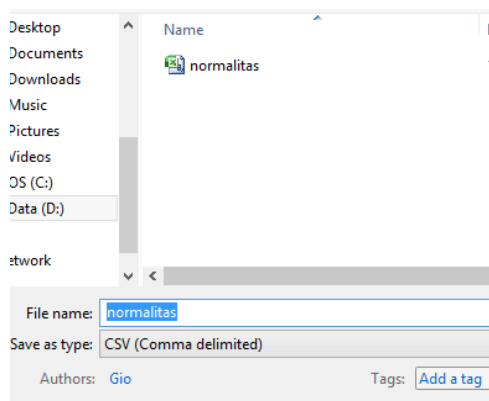 Desktop
Documents
Downloads
Music
Pictures
Videos
OS (C:)
Data (D:)
etwork
Name
normalitas
File name: normalitas
Save as type: CSV (Comma delimited)
Authors: Gio Tags: Add a tag